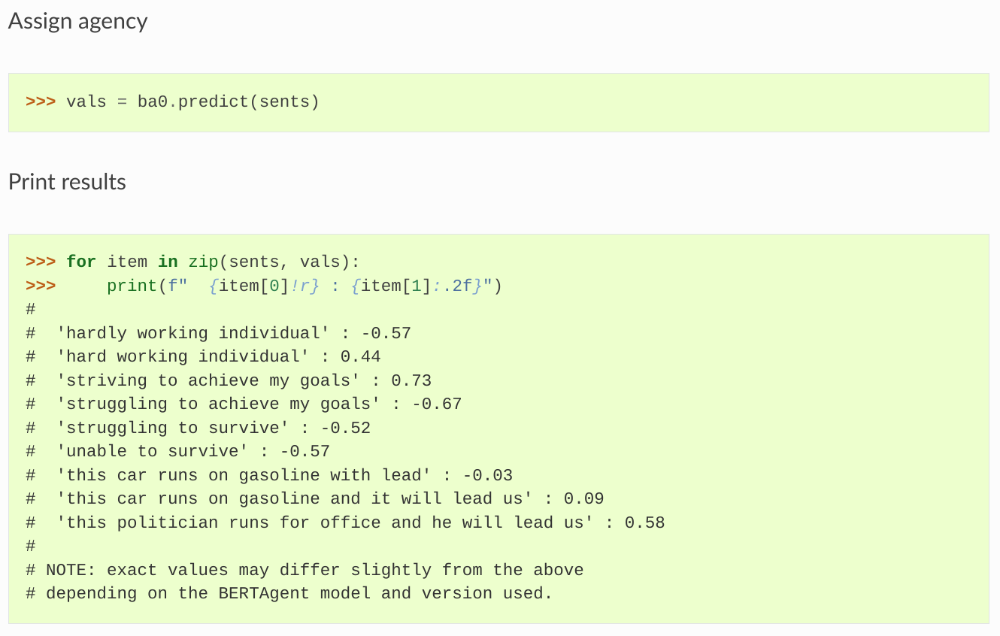 Assign agency
>>> vals = ba0.predict(sents)
Print results
>>> for item in zip(sents, vals):
>>>     print(f"  {item[0]!r} : {item[1]:.2f}")
#
#  'hardly working individual' : -0.57
#  'hard working individual' : 0.44
#  'striving to achieve my goals' : 0.73
#  'struggling to achieve my goals' : -0.67
#  'struggling to survive' : -0.52
#  'unable to survive' : -0.57
#  'this car runs on gasoline with lead' : -0.03
#  'this car runs on gasoline and it will lead us' : 0.09
#  'this politician runs for office and he will lead us' : 0.58
#
# NOTE: exact values may differ slightly from the above
# depending on the BERTAgent model and version used.